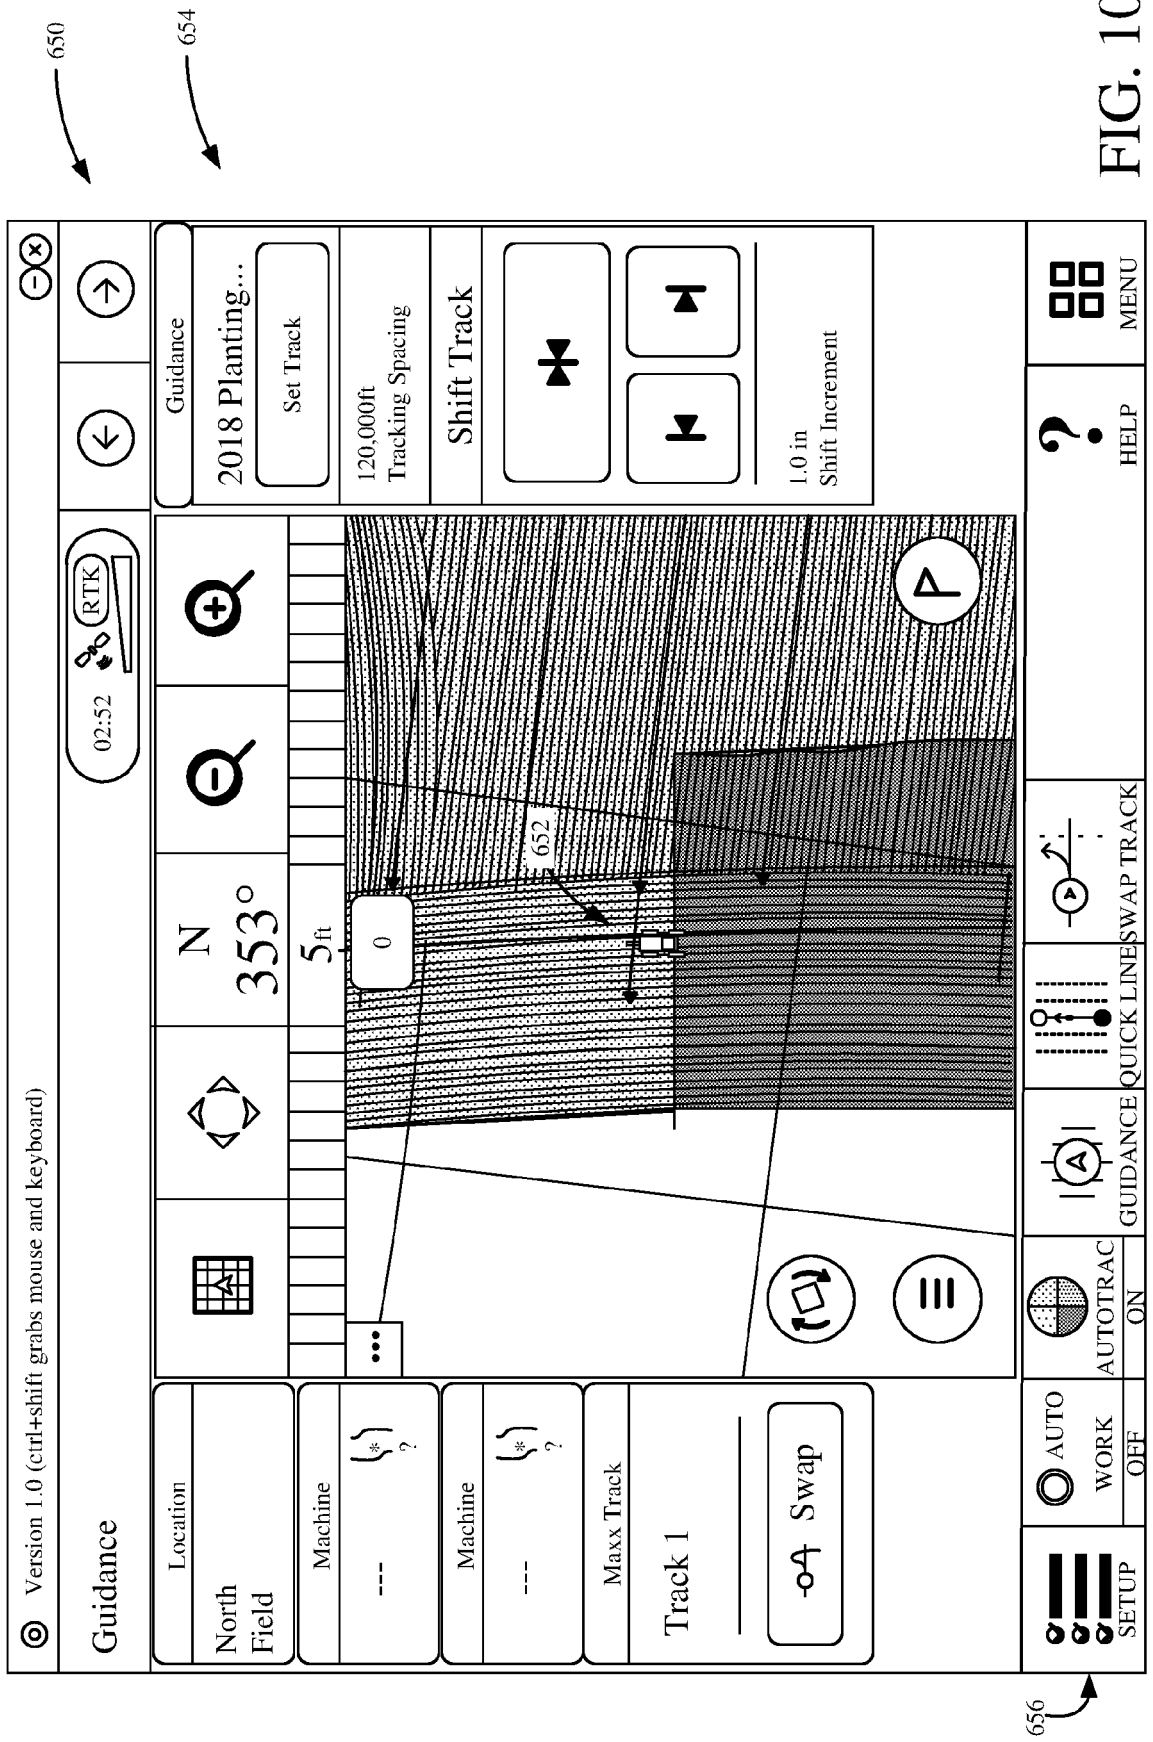 650
654
Version 1.0 (ctrl+shift grabs mouse and keyboard)
Guidance
02:52
RTK
Location
North
Field
Machine
---
?
Machine
---
?
Maxx Track
Track 1
Swap
N
353°
5 ft
0
652
Guidance
2018 Planting...
Set Track
120,000ft
Tracking Spacing
Shift Track
1.0 in
Shift Increment
SETUP
AUTO
WORK
OFF
AUTOTRAC
ON
GUIDANCE
QUICK LINE
SWAP TRACK
?
HELP
MENU
656
FIG. 10